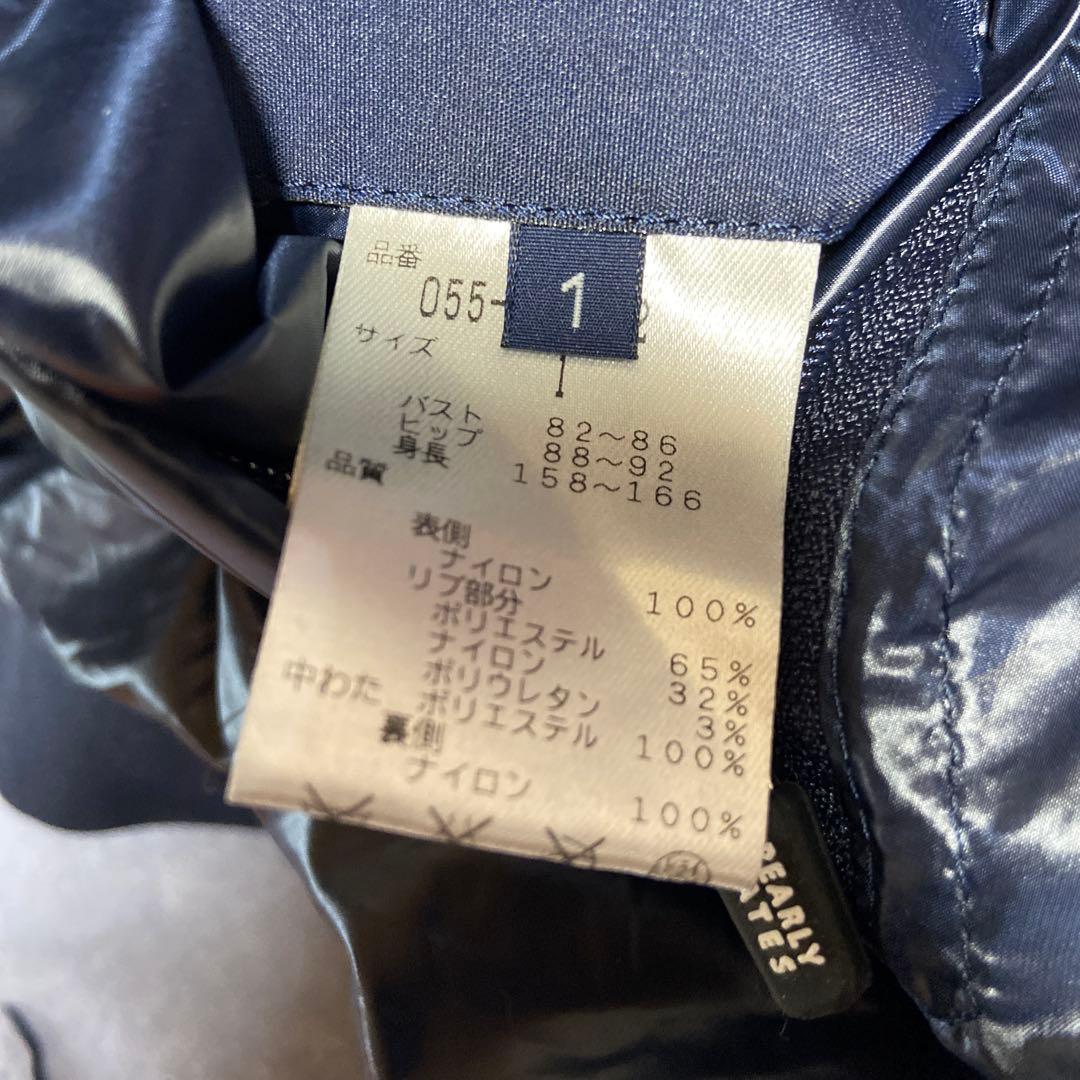 品番
055-
1
サイズ
1
バスト 82〜86
ヒップ 88〜92
身長 158〜166
品質
表側
ナイロン 100%
リブ部分
ポリエステル 65%
ナイロン 32%
ポリウレタン 3%
中わた ポリエステル 100%
裏側
ナイロン 100%
PEARLY
GATES